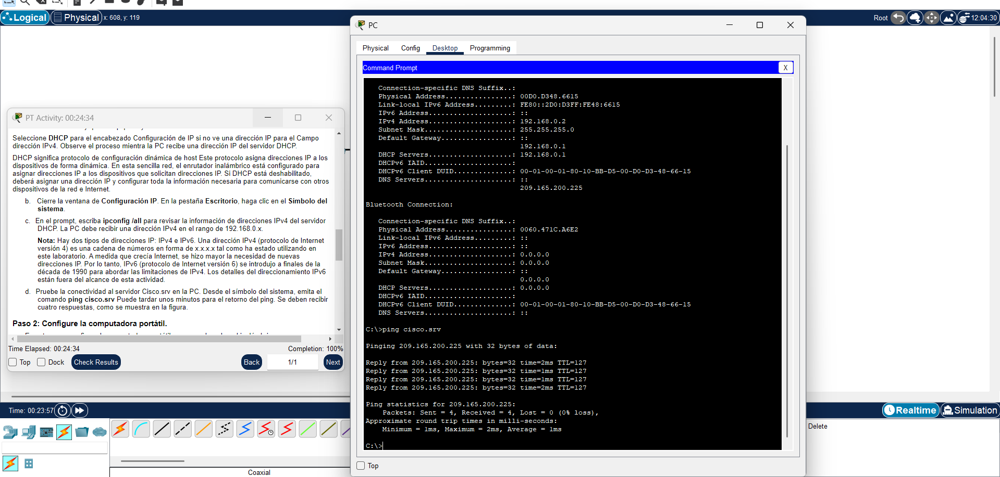 Logical
Physical
x: 608, y: 119
Root
12:04:30
PT Activity: 00:24:34
Seleccione DHCP para el encabezado Configuración de IP si no ve una dirección IP para el Campo
dirección IPv4. Observe el proceso mientra la PC recibe una dirección IP del servidor DHCP.
DHCP significa protocolo de configuración dinámica de host Este protocolo asigna direcciones IP a los
dispositivos de forma dinámica. En esta sencilla red, el enrutador inalámbrico está configurado para
asignar direcciones IP a los dispositivos que solicitan direcciones IP. Si DHCP está deshabilitado,
deberá asignar una dirección IP y configurar toda la información necesaria para comunicarse con otros
dispositivos de la red e Internet.
b. Cierre la ventana de Configuración IP. En la pestaña Escritorio, haga clic en el Símbolo del
sistema.
c. En el prompt, escriba ipconfig /all para revisar la información de direcciones IPv4 del servidor
DHCP. La PC debe recibir una dirección IPv4 en el rango de 192.168.0.x.
Nota: Hay dos tipos de direcciones IP: IPv4 e IPv6. Una dirección IPv4 (protocolo de Internet
versión 4) es una cadena de números en forma de x.x.x.x tal como ha estado utilizando en
este laboratorio. A medida que crecía Internet, se hizo mayor la necesidad de nuevas
direcciones IP. Por lo tanto, IPv6 (protocolo de Internet versión 6) se introdujo a finales de la
década de 1990 para abordar las limitaciones de IPv4. Los detalles del direccionamiento IPv6
están fuera del alcance de esta actividad.
d. Pruebe la conectividad al servidor Cisco.srv en la PC. Desde el símbolo del sistema, emita el
comando ping cisco.srv Puede tardar unos minutos para el retorno del ping. Se deben recibir
cuatro respuestas, como se muestra en la figura.
Paso 2: Configure la computadora portátil.
Time Elapsed: 00:24:34
Completion: 100%
Top
Dock
Check Results
Back
1/1
Next
PC
Physical
Config
Desktop
Programming
Command Prompt
X
Connection-specific DNS Suffix..:
Physical Address................: 00D0.D348.6615
Link-local IPv6 Address.........: FE80::2D0:D3FF:FE48:6615
IPv6 Address....................: ::
IPv4 Address....................: 192.168.0.2
Subnet Mask.....................: 255.255.255.0
Default Gateway.................: ::
192.168.0.1
DHCP Servers....................: 192.168.0.1
DHCPv6 IAID.....................:
DHCPv6 Client DUID..............: 00-01-00-01-80-10-BB-D5-00-D0-D3-48-66-15
DNS Servers.....................: ::
209.165.200.225
Bluetooth Connection:
Connection-specific DNS Suffix..:
Physical Address................: 0060.471C.A6E2
Link-local IPv6 Address.........: ::
IPv6 Address....................: ::
IPv4 Address....................: 0.0.0.0
Subnet Mask.....................: 0.0.0.0
Default Gateway.................: ::
0.0.0.0
DHCP Servers....................: 0.0.0.0
DHCPv6 IAID.....................:
DHCPv6 Client DUID..............: 00-01-00-01-80-10-BB-D5-00-D0-D3-48-66-15
DNS Servers.....................: ::
C:\>ping cisco.srv
Pinging 209.165.200.225 with 32 bytes of data:
Reply from 209.165.200.225: bytes=32 time=2ms TTL=127
Reply from 209.165.200.225: bytes=32 time=1ms TTL=127
Reply from 209.165.200.225: bytes=32 time=1ms TTL=127
Reply from 209.165.200.225: bytes=32 time=2ms TTL=127
Ping statistics for 209.165.200.225:
Packets: Sent = 4, Received = 4, Lost = 0 (0% loss),
Approximate round trip times in milli-seconds:
Minimum = 1ms, Maximum = 2ms, Average = 1ms
C:\>
Top
Time: 00:23:57
Realtime
Simulation
Delete
Coaxial